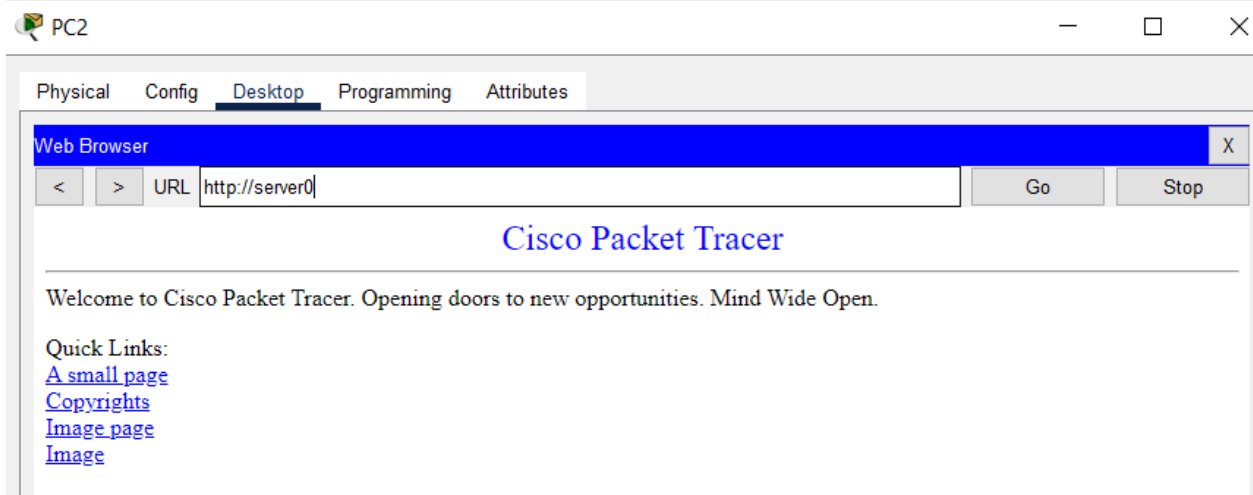 PC2
Physical Config Desktop Programming Attributes
Web Browser X
< > URL http://server0 Go Stop
Cisco Packet Tracer
Welcome to Cisco Packet Tracer. Opening doors to new opportunities. Mind Wide Open.
Quick Links:
A small page
Copyrights
Image page
Image